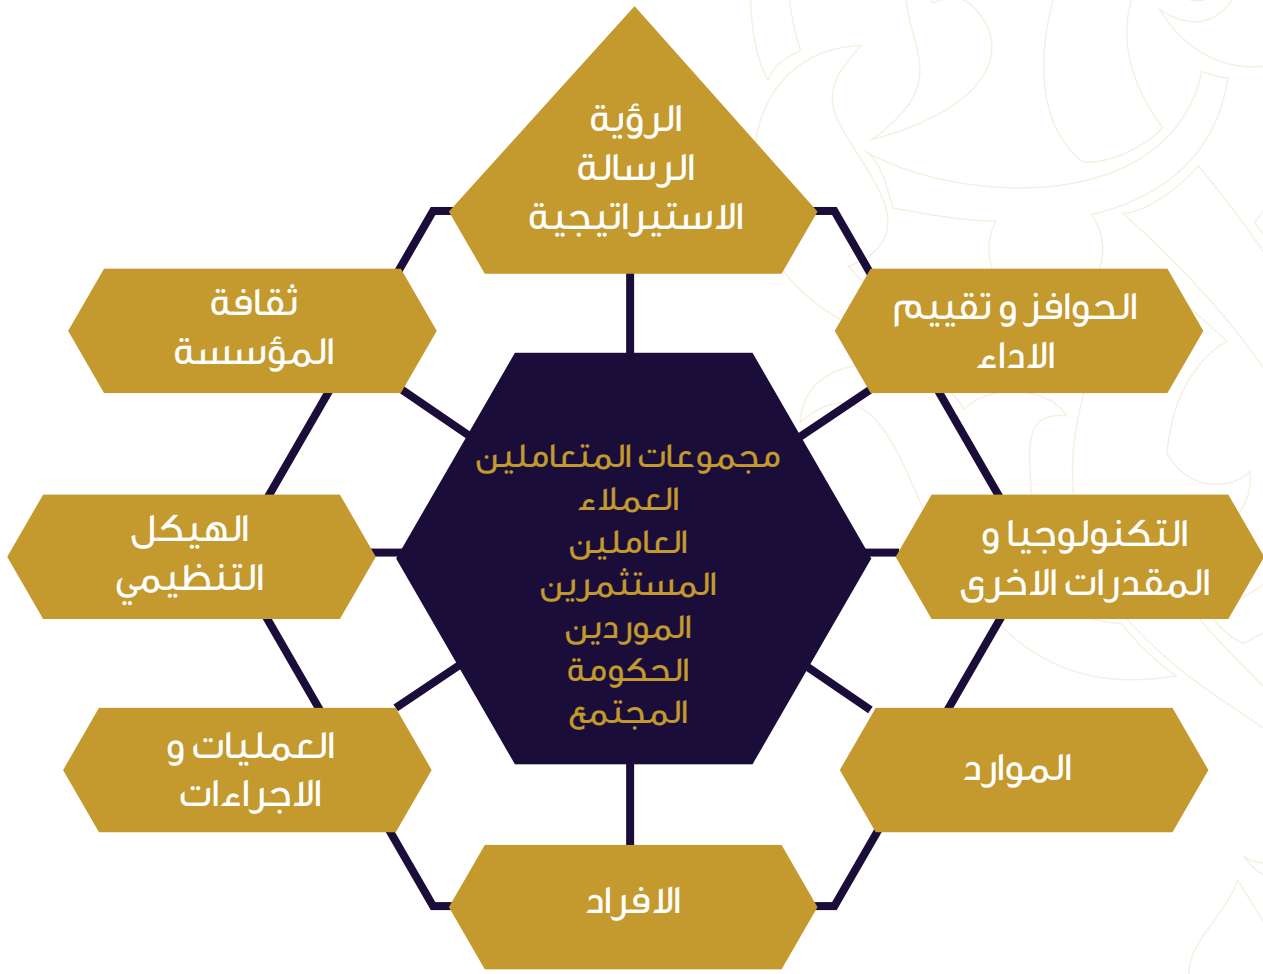 الرؤية
الرسالة
الاستيراتيجية
الحوافز و تقييم
الاداء
ثقافة
المؤسسة
مجموعات المتعاملين
العملاء
العاملين
المستثمرين
الموردين
الحكومة
المجتمع
التكنولوجيا و
المقدرات الاخرى
الهيكل
التنظيمي
الموارد
العمليات و
الاجراءات
الافراد